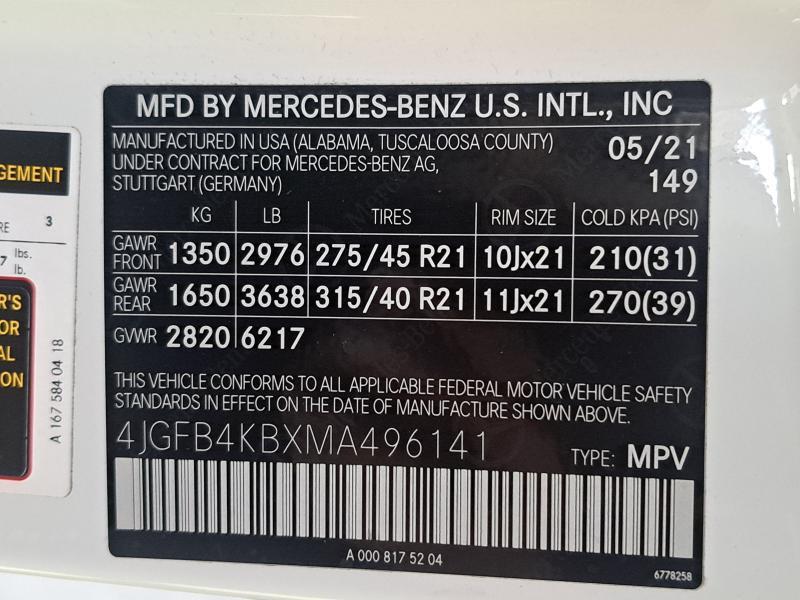 MFD BY MERCEDES-BENZ U.S. INTL., INC
MANUFACTURED IN USA (ALABAMA, TUSCALOOSA COUNTY)
UNDER CONTRACT FOR MERCEDES-BENZ AG,
STUTTGART (GERMANY)
05/21
149
KG LB TIRES RIM SIZE COLD KPA (PSI)
GAWR FRONT 1350 2976 275/45 R21 10Jx21 210(31)
GAWR REAR 1650 3638 315/40 R21 11Jx21 270(39)
GVWR 2820 6217
THIS VEHICLE CONFORMS TO ALL APPLICABLE FEDERAL MOTOR VEHICLE SAFETY
STANDARDS IN EFFECT ON THE DATE OF MANUFACTURE SHOWN ABOVE.
4JGFB4KBXMA496141
TYPE: MPV
A 000 817 52 04
6778258
GEMENT
RE 3
7 lbs.
lb.
R'S
OR
AL
ON
A 167 584 04 18